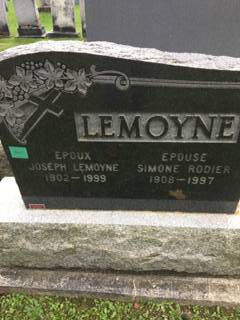 LEMOYNE
EPOUX
JOSEPH LEMOYNE
1902 – 1999
EPOUSE
SIMONE RODIER
1908 – 1997